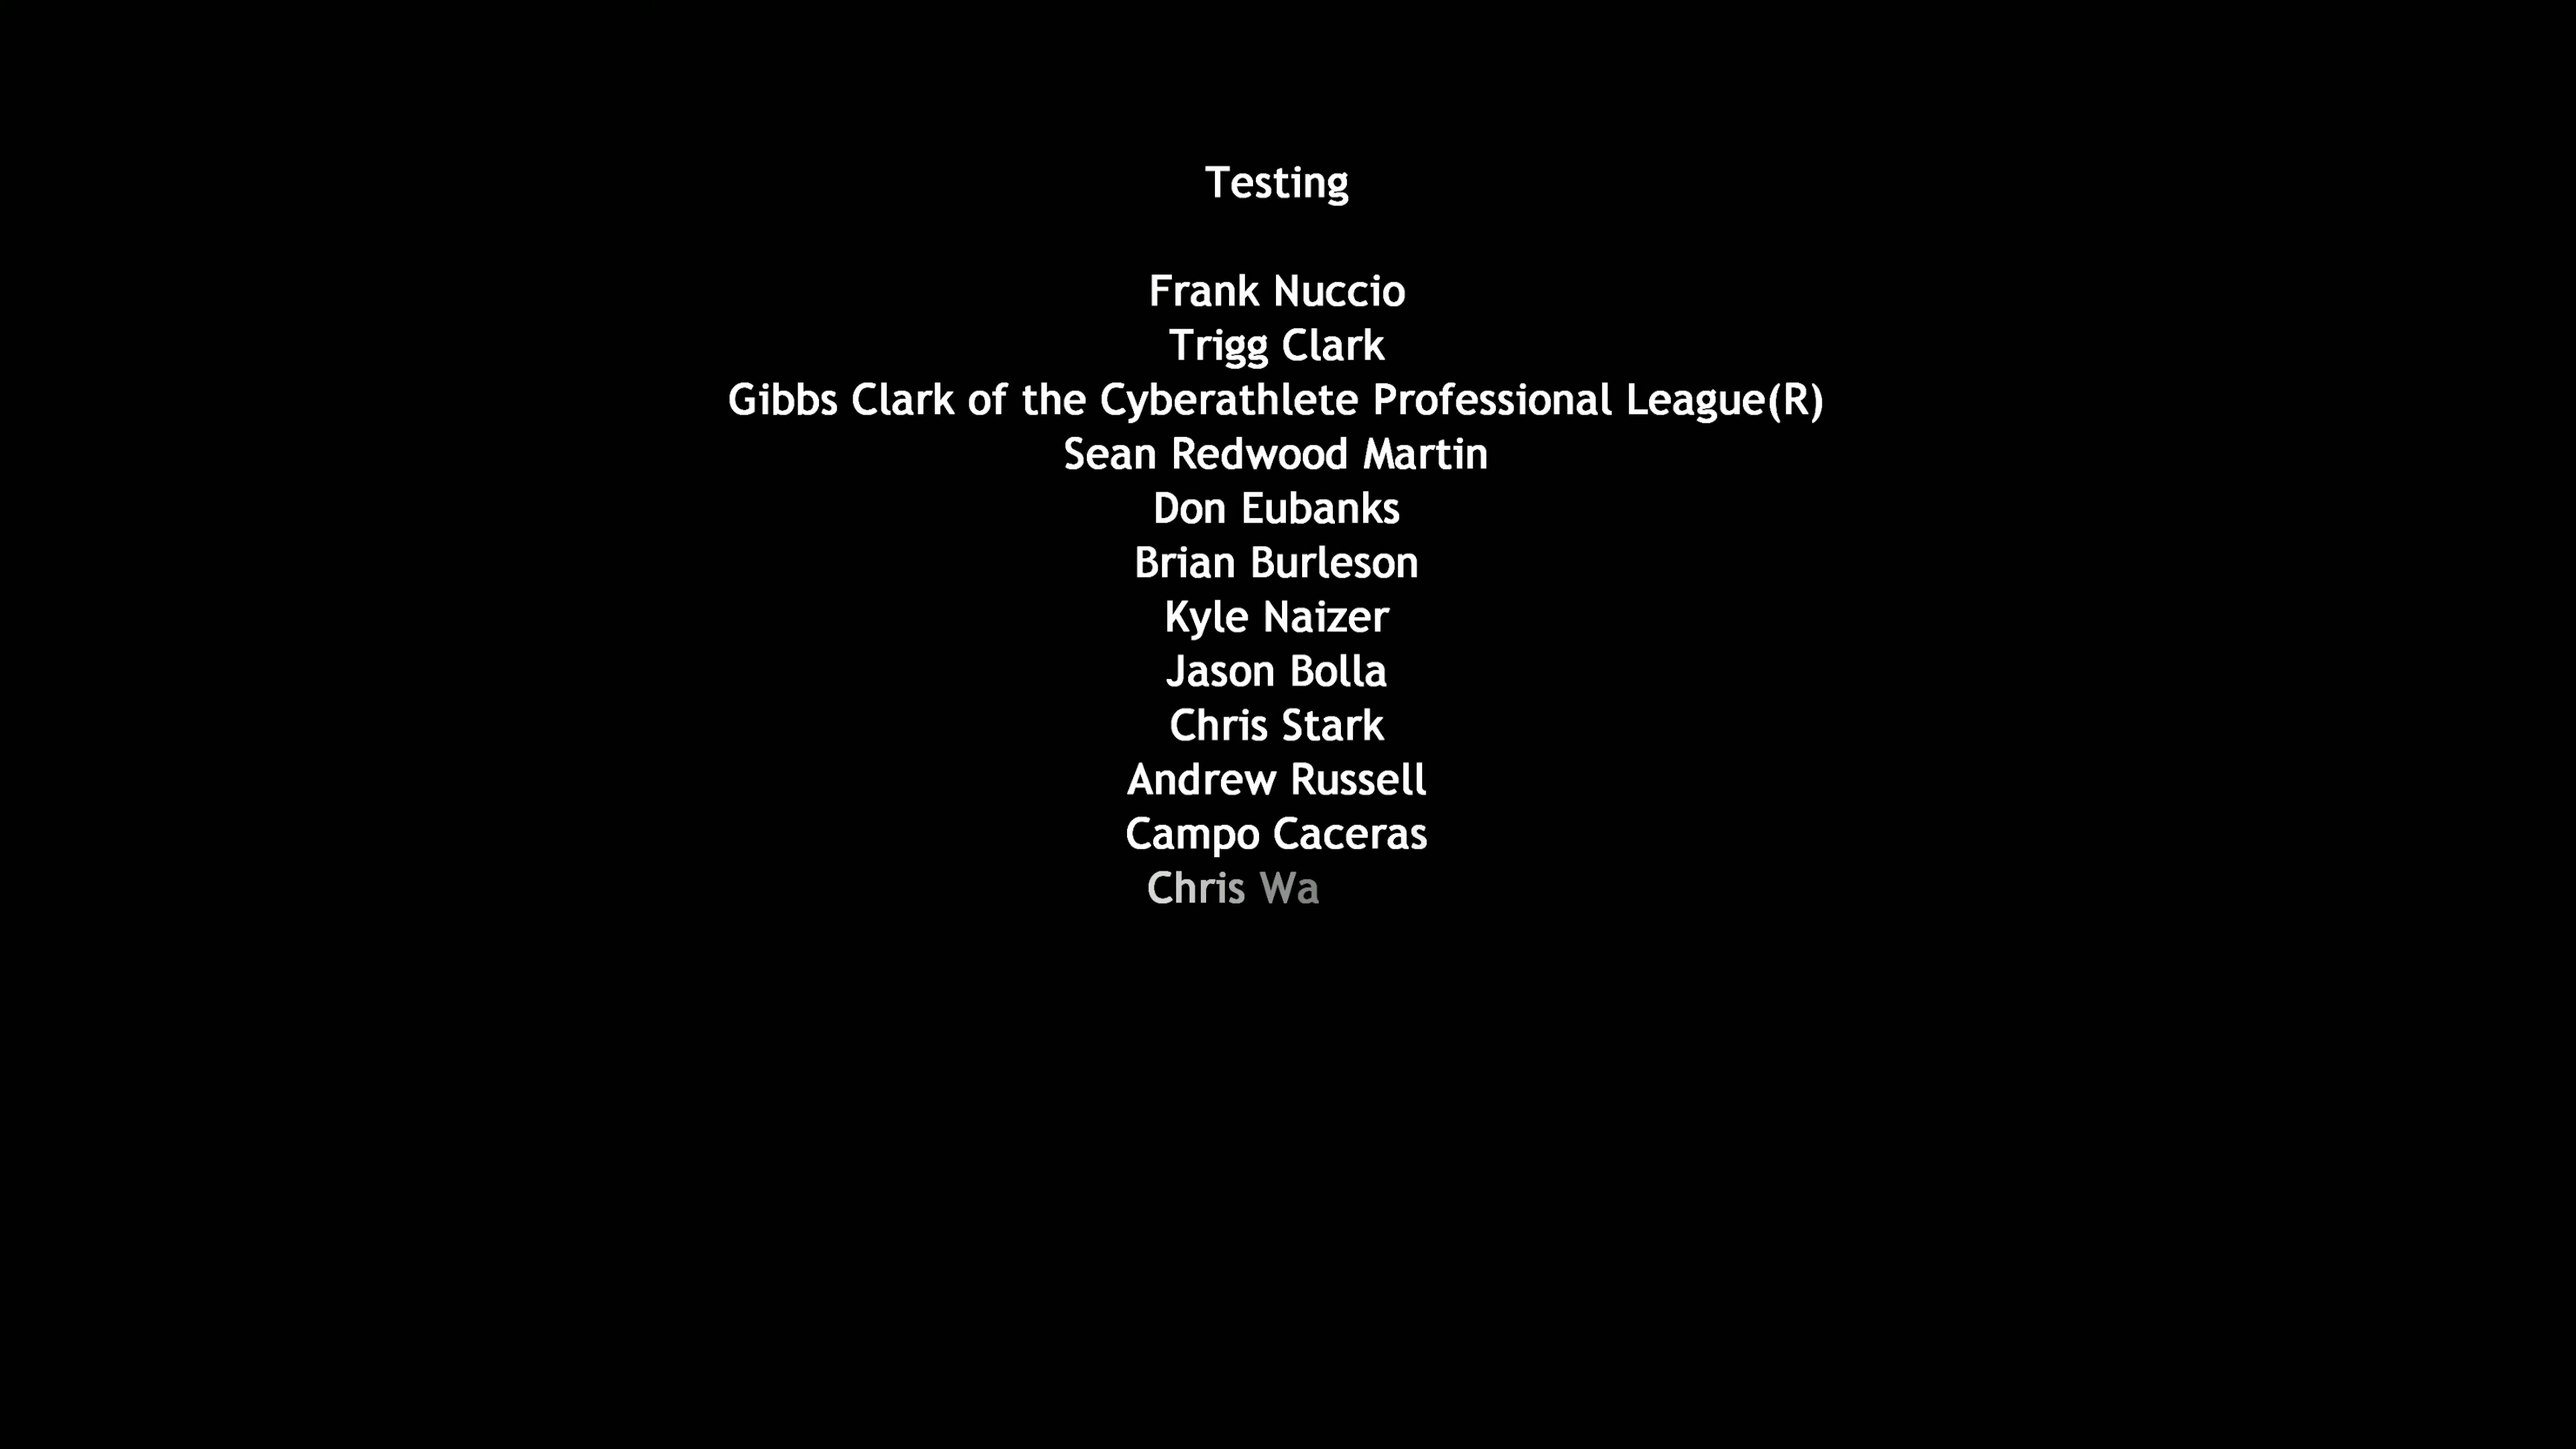 Testing
Frank Nuccio
Trigg Clark
Gibbs Clark of the Cyberathlete Professional League(R)
Sean Redwood Martin
Don Eubanks
Brian Burleson
Kyle Naizer
Jason Bolla
Chris Stark
Andrew Russell
Campo Caceras
Chris Wa